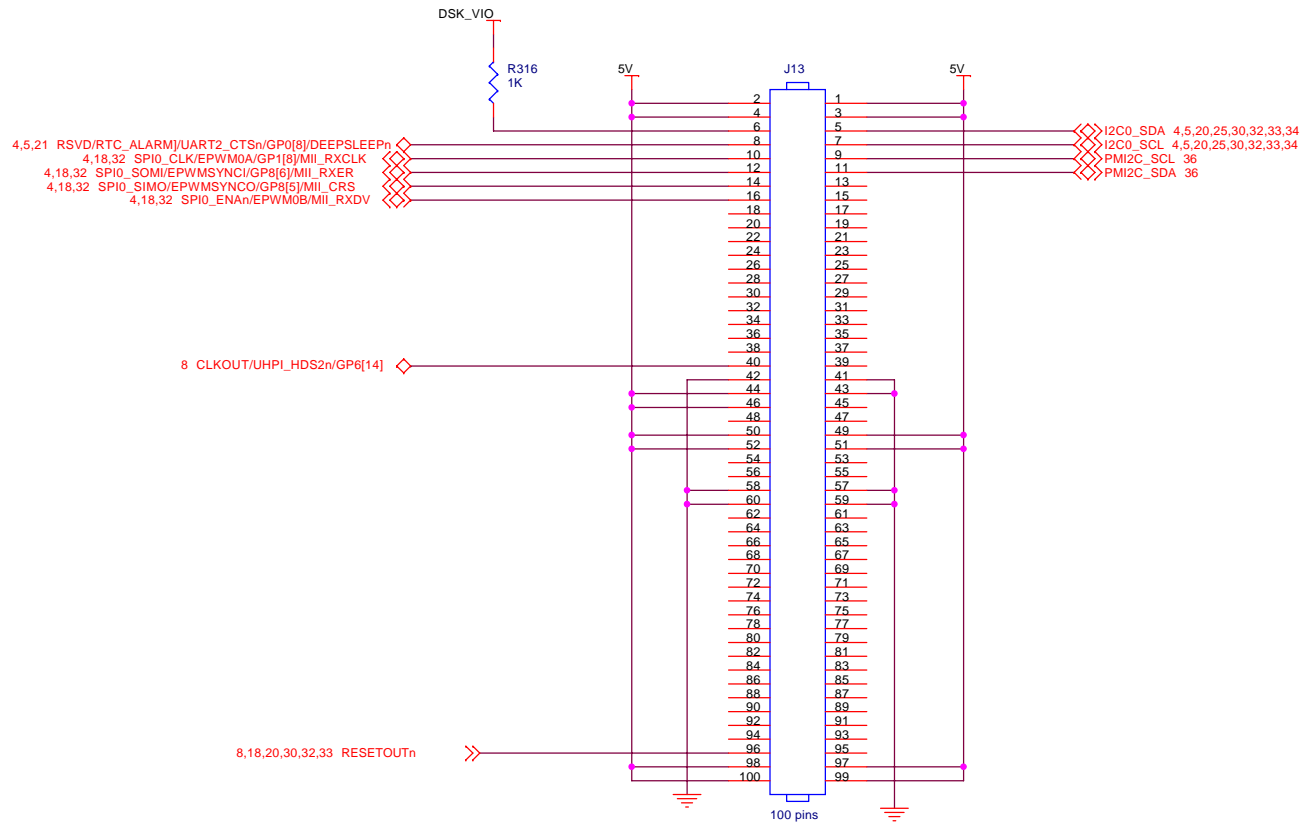 DSK_VIO
R316
1K
5V
J13
5V
2 1
4 3
6 5 I2C0_SDA 4,5,20,25,30,32,33,34
4,5,21 RSVD/RTC_ALARM]/UART2_CTSn/GP0[8]/DEEPSLEEPn 8 7 I2C0_SCL 4,5,20,25,30,32,33,34
4,18,32 SPI0_CLK/EPWM0A/GP1[8]/MII_RXCLK 10 9 PMI2C_SCL 36
4,18,32 SPI0_SOMI/EPWMSYNCI/GP8[6]/MII_RXER 12 11 PMI2C_SDA 36
4,18,32 SPI0_SIMO/EPWMSYNCO/GP8[5]/MII_CRS 14 13
4,18,32 SPI0_ENAn/EPWM0B/MII_RXDV 16 15
18 17
20 19
22 21
24 23
26 25
28 27
30 29
32 31
34 33
36 35
38 37
8 CLKOUT/UHPI_HDS2n/GP6[14] 40 39
42 41
44 43
46 45
48 47
50 49
52 51
54 53
56 55
58 57
60 59
62 61
64 63
66 65
68 67
70 69
72 71
74 73
76 75
78 77
80 79
82 81
84 83
86 85
88 87
90 89
92 91
94 93
8,18,20,30,32,33 RESETOUTn 96 95
98 97
100 99
100 pins